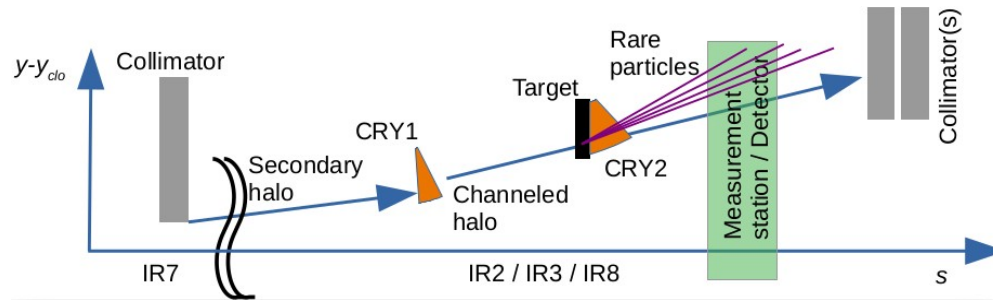 y-y_clo
Collimator
Secondary
halo
CRY1
Channeled
halo
Target
CRY2
Rare
particles
Measurement
station / Detector
Collimator(s)
IR7
IR2 / IR3 / IR8
s